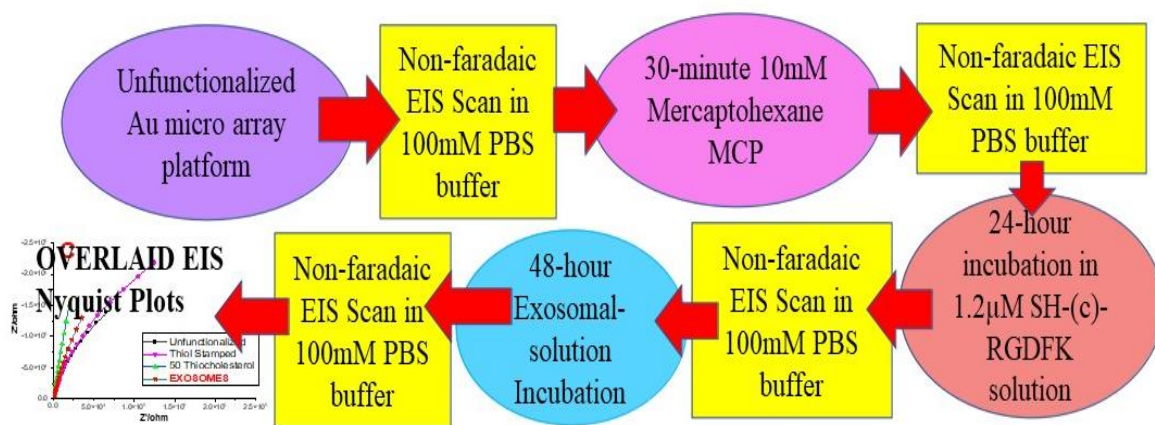 Unfunctionalized
Au micro array
platform
Non-faradaic
EIS Scan in
100mM PBS
buffer
30-minute 10mM
Mercaptohexane
MCP
Non-faradaic EIS
Scan in 100mM
PBS buffer
24-hour
incubation in
1.2µM SH-(c)-
RGDFK
solution
Non-faradaic
EIS Scan in
100mM PBS
buffer
48-hour
Exosomal-
solution
Incubation
Non-faradaic
EIS Scan in
100mM PBS
buffer
OVERLAID EIS
Nyquist Plots
Unfunctionalized
Thiol Stamped
50 Thiocholesterol
EXOSOMES
Z'/ohm